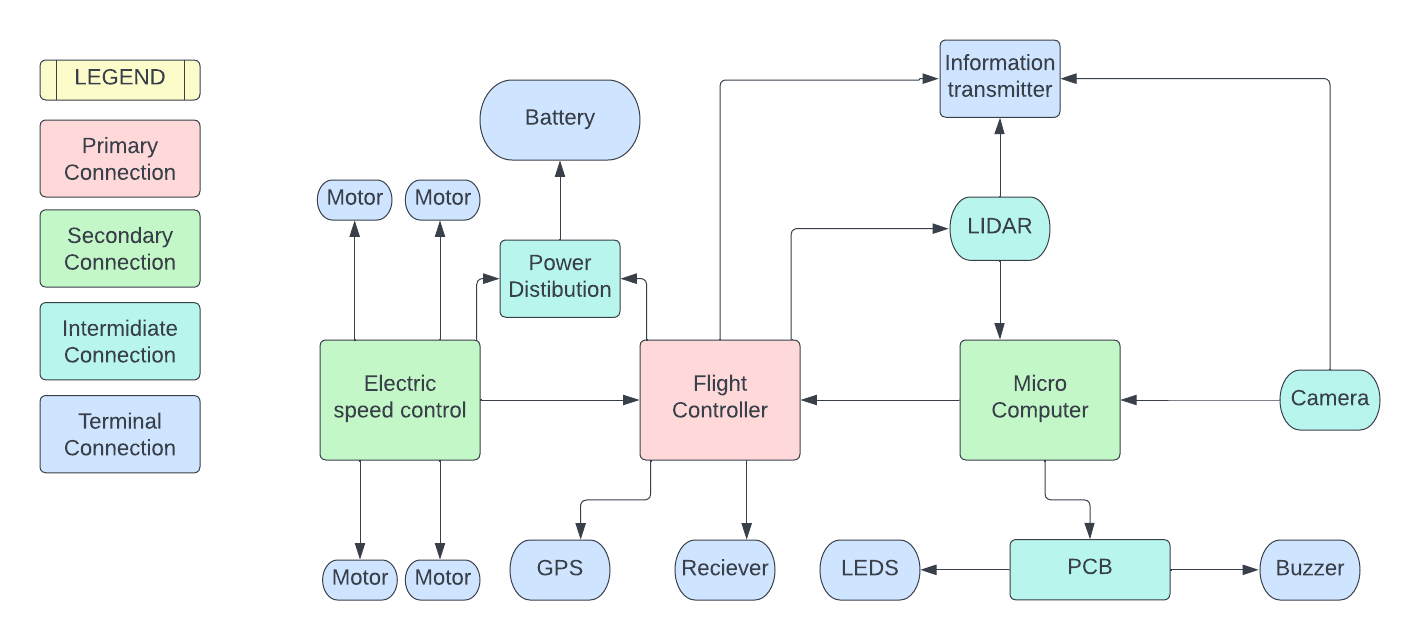 LEGEND
Primary
Connection
Secondary
Connection
Intermidiate
Connection
Terminal
Connection
Battery
Motor
Motor
Power
Distibution
Electric
speed control
Flight
Controller
Information
transmitter
LIDAR
Micro
Computer
Camera
Motor
Motor
GPS
Reciever
LEDS
PCB
Buzzer